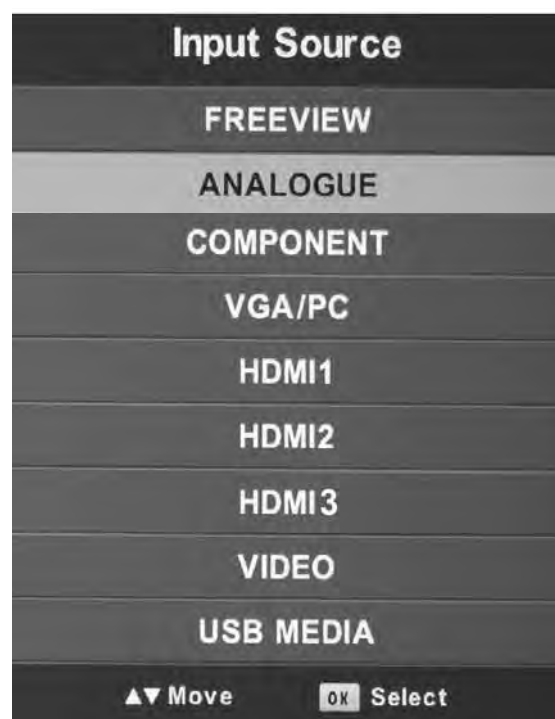 Input Source
FREEVIEW
ANALOGUE
COMPONENT
VGA/PC
HDMI1
HDMI2
HDMI3
VIDEO
USB MEDIA
▲▼ Move OK Select